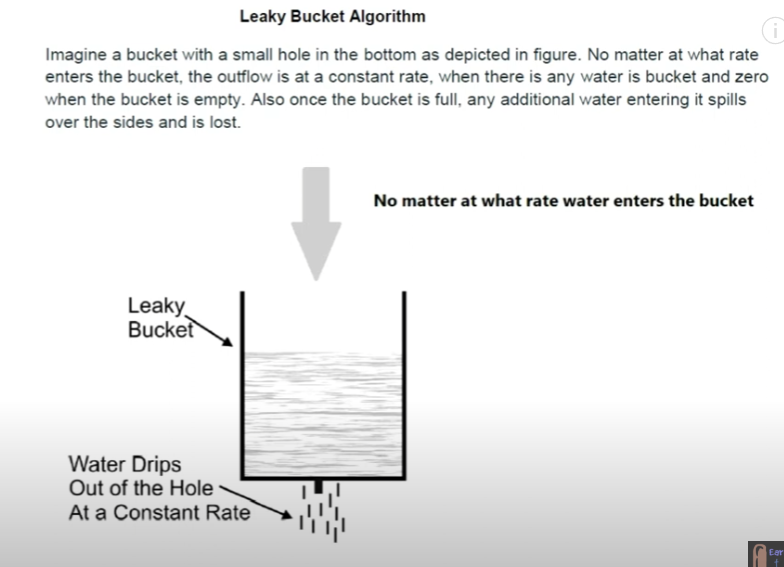 Leaky Bucket Algorithm
Imagine a bucket with a small hole in the bottom as depicted in figure. No matter at what rate
enters the bucket, the outflow is at a constant rate, when there is any water is bucket and zero
when the bucket is empty. Also once the bucket is full, any additional water entering it spills
over the sides and is lost.
No matter at what rate water enters the bucket
Leaky
Bucket
Water Drips
Out of the Hole
At a Constant Rate